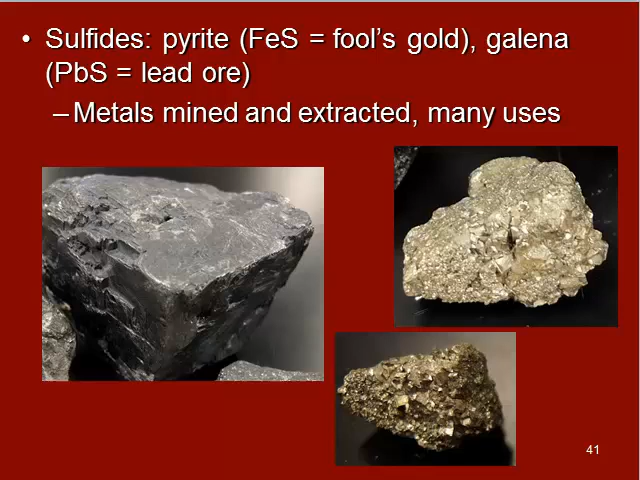 • Sulfides: pyrite (FeS = fool's gold), galena
(PbS = lead ore)
–Metals mined and extracted, many uses
41